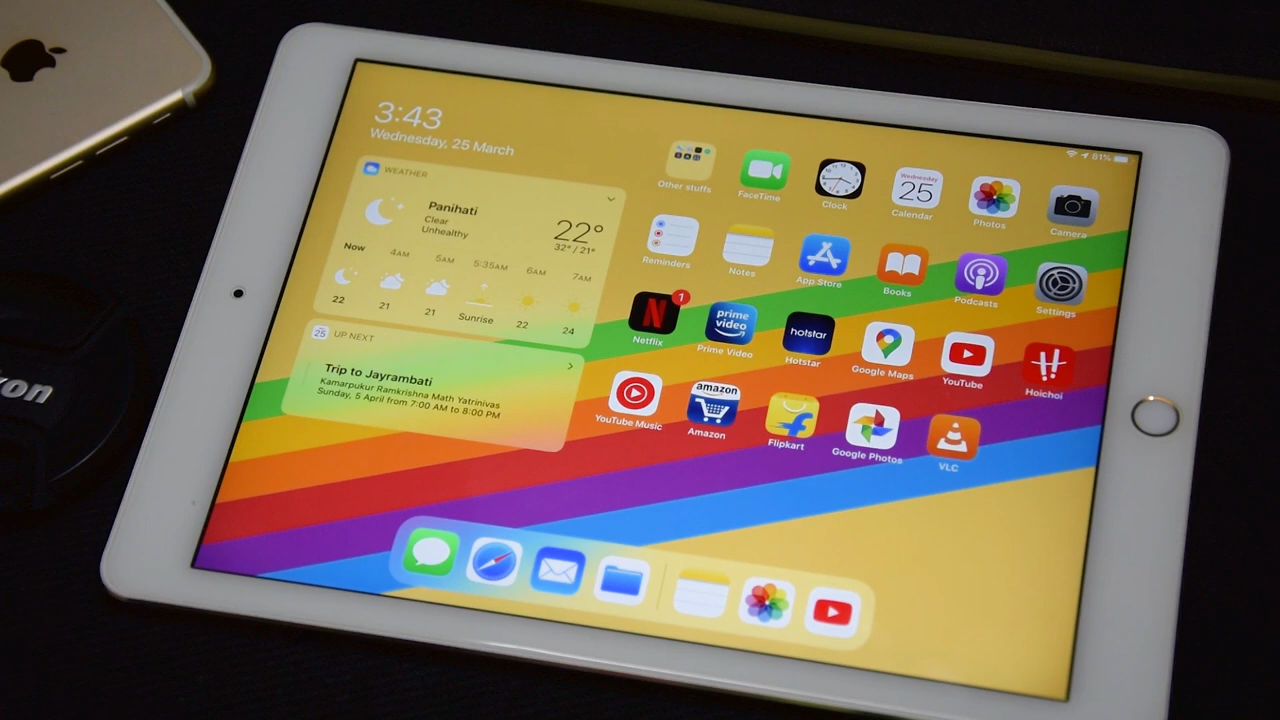 3:43
Wednesday, 25 March
81%
WEATHER
Panihati
Clear
Unhealthy
22°
32° / 21°
Now 4AM 5AM 5:35AM 6AM 7AM
22 21 21 Sunrise 22 24
25 UP NEXT
Trip to Jayrambati
Kamarpukur Ramkrishna Math Yatrinivas
Sunday, 5 April from 7:00 AM to 8:00 PM
Wednesday
25
Other stuffs FaceTime Clock Calendar Photos Camera
Reminders Notes App Store Books Podcasts Settings
N 1 prime video hotstar
Netflix Prime Video Hotstar Google Maps YouTube Hoichoi
amazon
YouTube Music Amazon Flipkart Google Photos VLC
kon